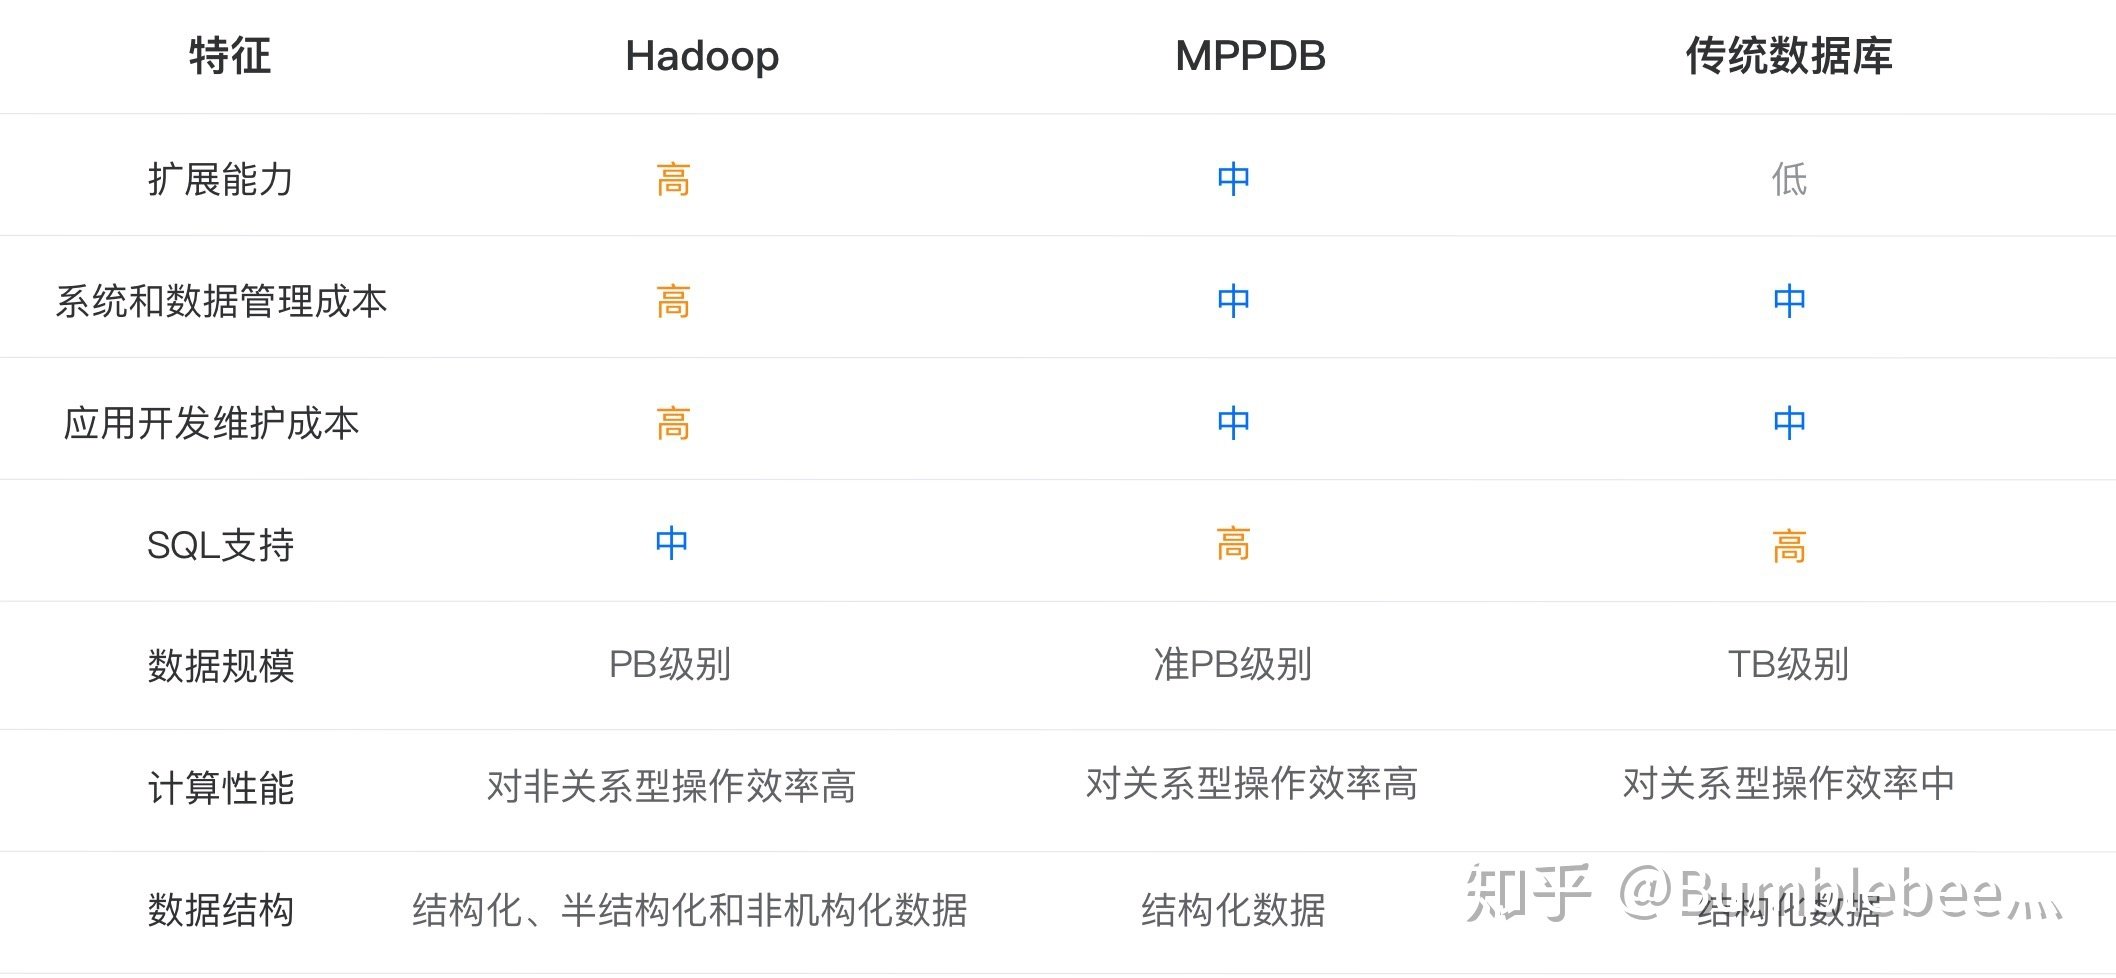 特征 Hadoop MPPDB 传统数据库
扩展能力 高 中 低
系统和数据管理成本 高 中 中
应用开发维护成本 高 中 中
SQL支持 中 高 高
数据规模 PB级别 准PB级别 TB级别
计算性能 对非关系型操作效率高 对关系型操作效率高 对关系型操作效率中
数据结构 结构化、半结构化和非机构化数据 结构化数据 结构化数据
知乎 @Bumblebee